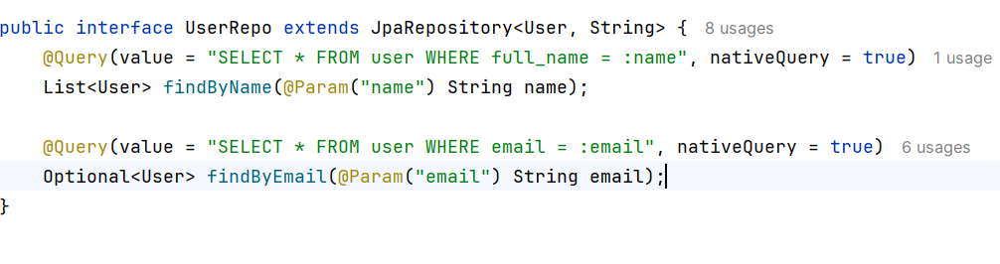 public interface UserRepo extends JpaRepository<User, String> { 8 usages
@Query(value = "SELECT * FROM user WHERE full_name = :name", nativeQuery = true) 1 usage
List<User> findByName(@Param("name") String name);
@Query(value = "SELECT * FROM user WHERE email = :email", nativeQuery = true) 6 usages
Optional<User> findByEmail(@Param("email") String email);
}